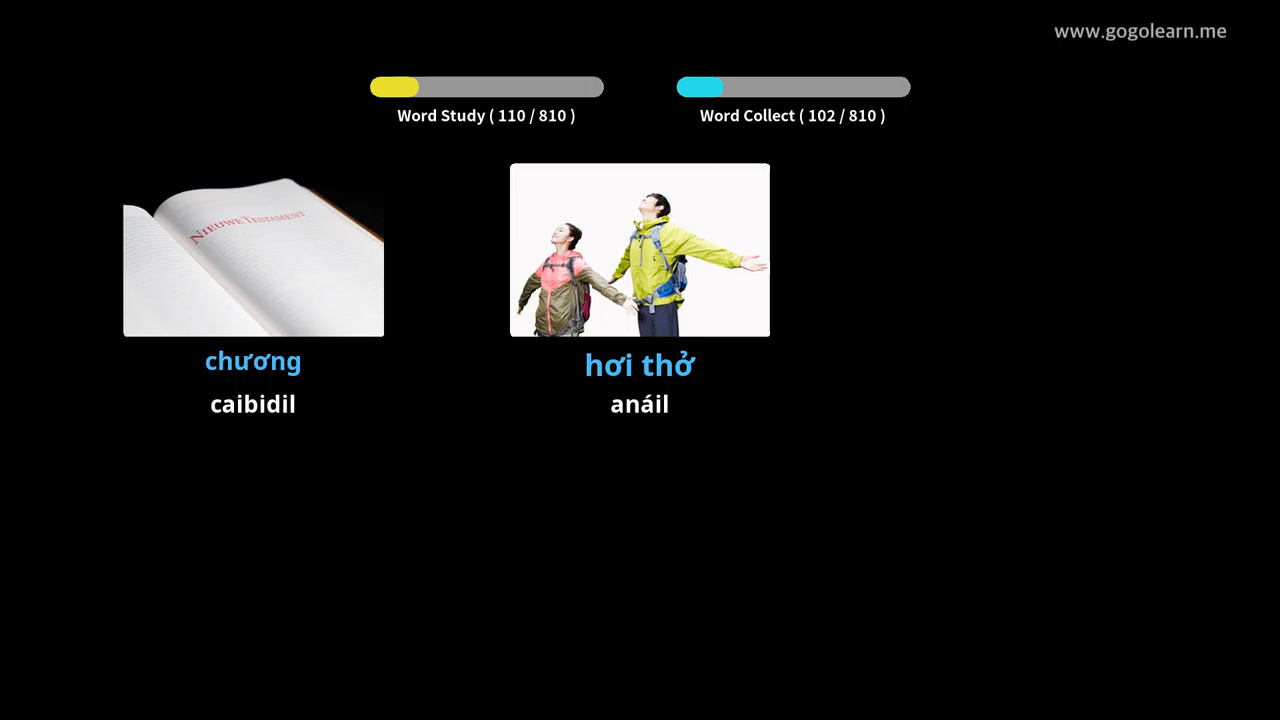 www.gogolearn.me
Word Study ( 110 / 810 )
Word Collect ( 102 / 810 )
NIEUWE TESTAMENT
chương
hơi thở
caibidil
anáil